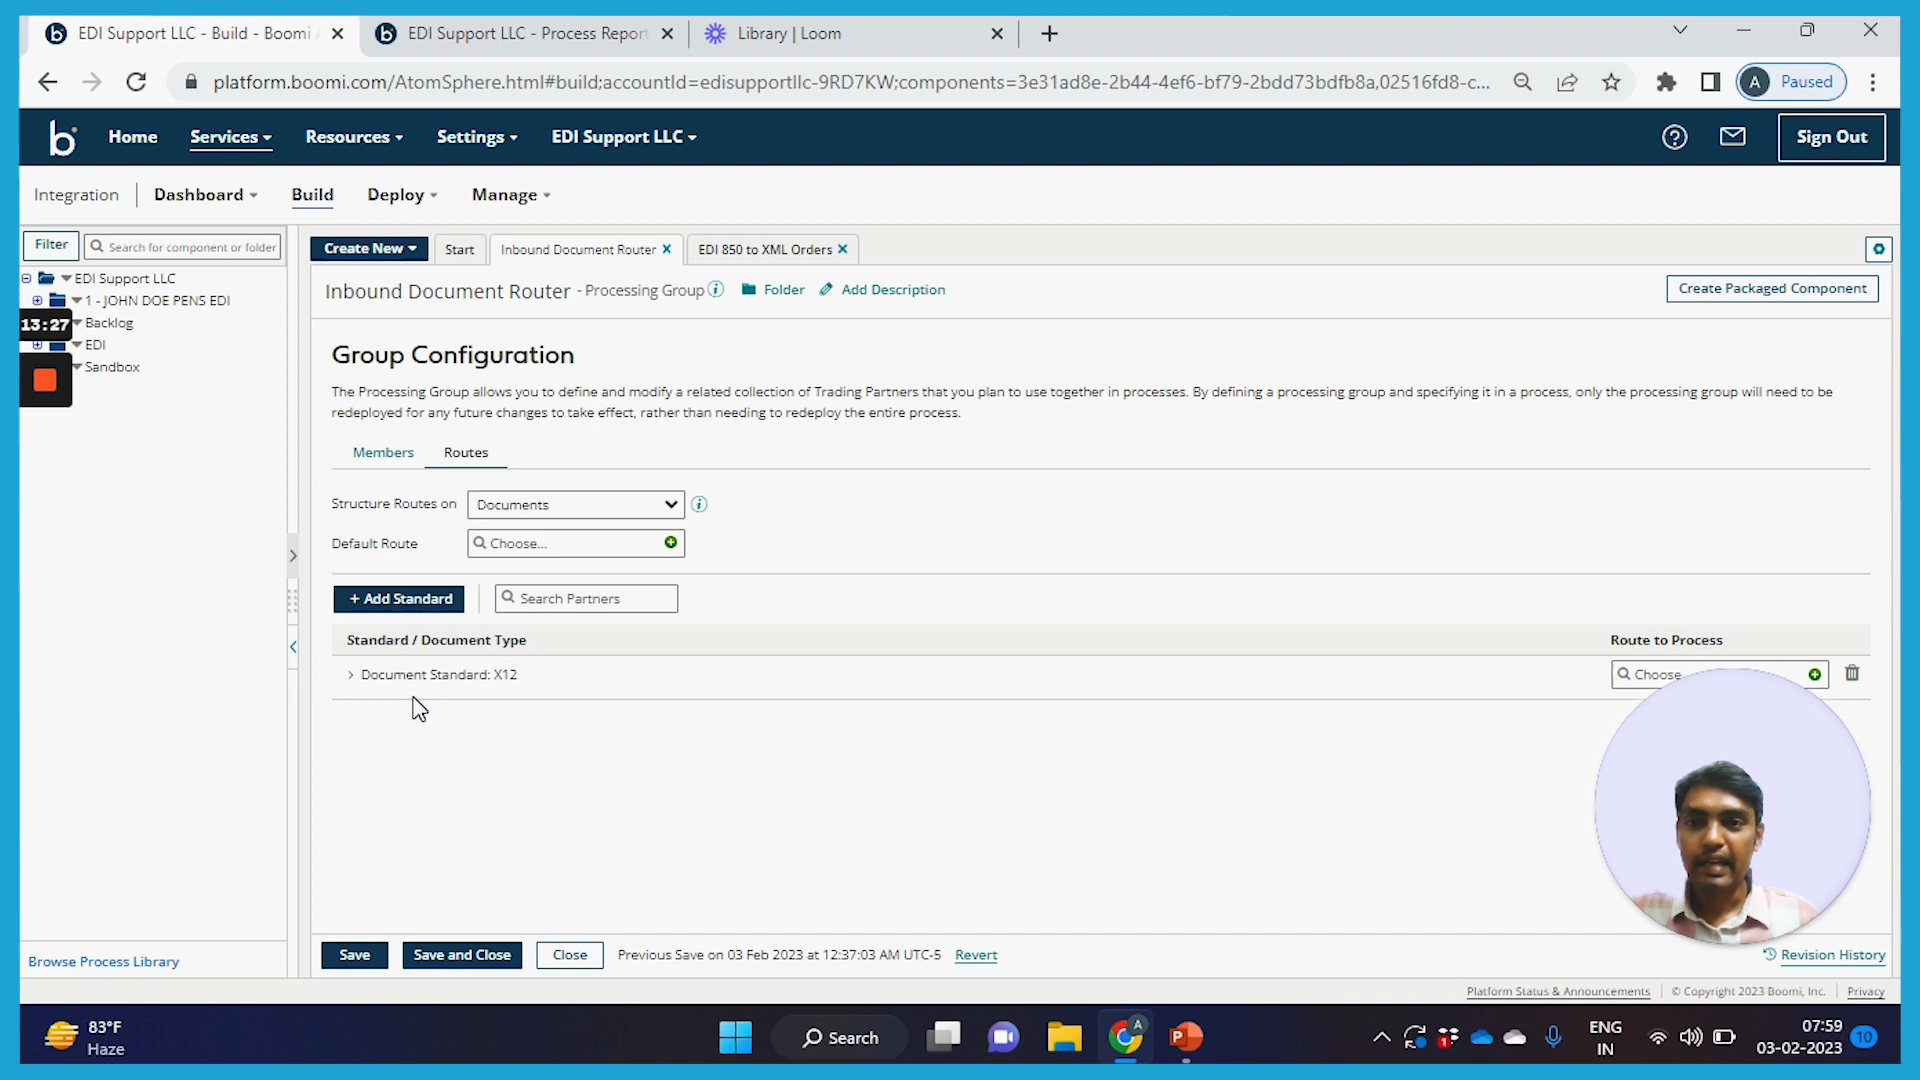 EDI Support LLC - Build - Boomi A
EDI Support LLC - Process Report
Library | Loom
platform.boomi.com/AtomSphere.html#build;accountId=edisupportllc-9RD7KW;components=3e31ad8e-2b44-4ef6-bf79-2bdd73bdfb8a,02516fd8-c...
A
Paused
Home
Services
Resources
Settings
EDI Support LLC
Sign Out
Integration
Dashboard
Build
Deploy
Manage
Filter
Search for component or folder
EDI Support LLC
1 - JOHN DOE PENS EDI
13:27
Backlog
EDI
Sandbox
Create New
Start
Inbound Document Router
EDI 850 to XML Orders
Inbound Document Router - Processing Group
Folder
Add Description
Create Packaged Component
Group Configuration
The Processing Group allows you to define and modify a related collection of Trading Partners that you plan to use together in processes. By defining a processing group and specifying it in a process, only the processing group will need to be
redeployed for any future changes to take effect, rather than needing to redeploy the entire process.
Members
Routes
Structure Routes on
Documents
Default Route
Choose...
+ Add Standard
Search Partners
Standard / Document Type
Route to Process
Document Standard: X12
Choose
Save
Save and Close
Close
Previous Save on 03 Feb 2023 at 12:37:03 AM UTC-5
Revert
Revision History
Browse Process Library
Platform Status & Announcements
© Copyright 2023 Boomi, Inc.
Privacy
83°F
Haze
Search
A
1
ENG
IN
07:59
03-02-2023
10